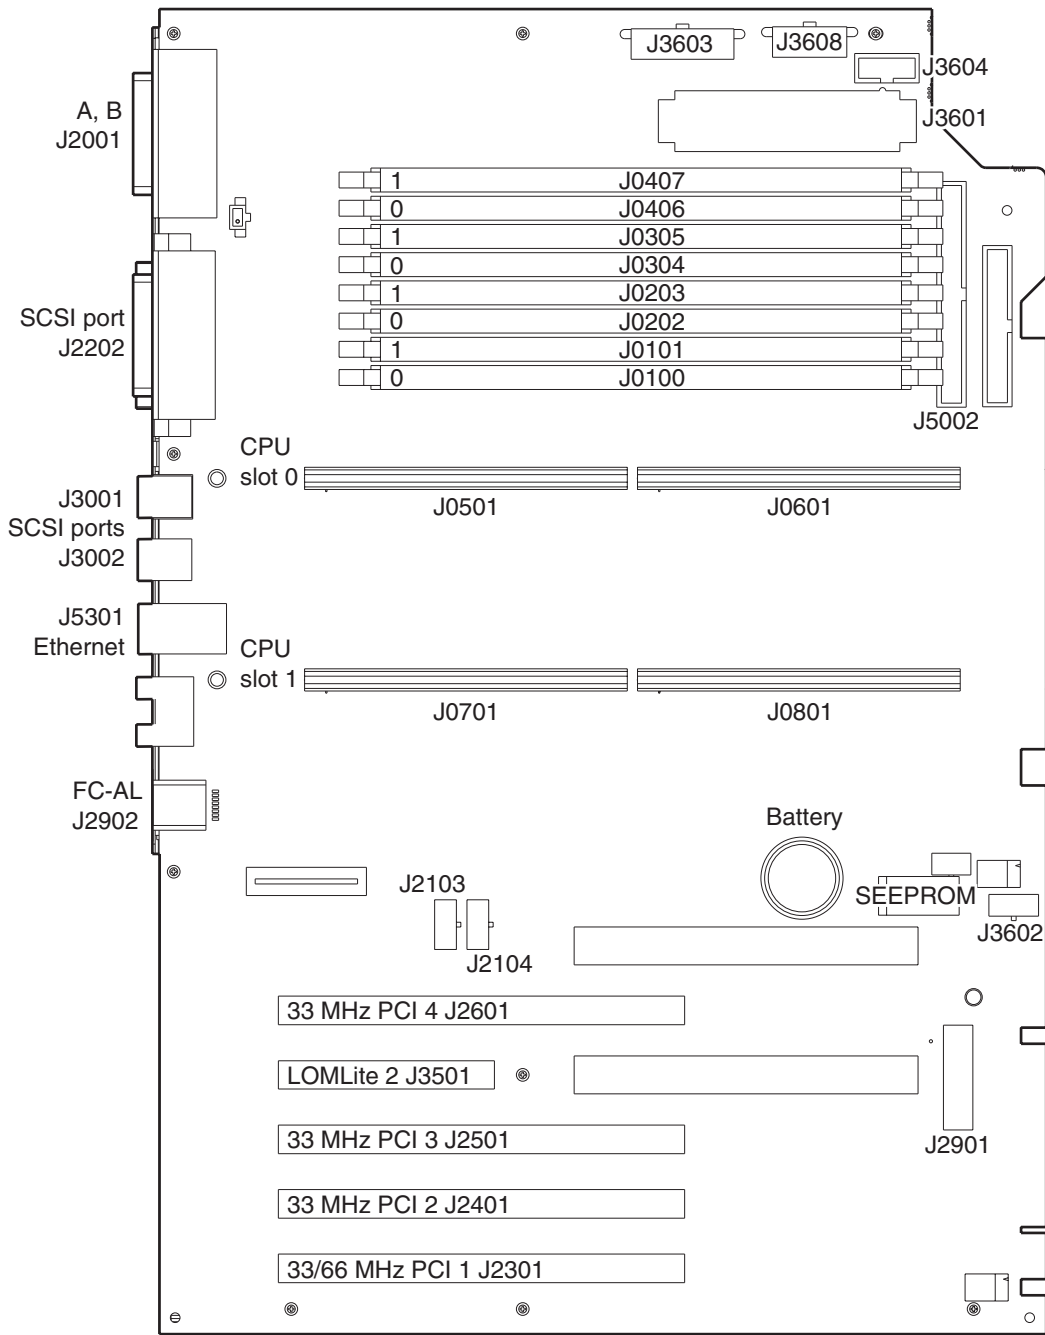 J3603
J3608
J3604
A, B
J2001
J3601
1 J0407
0 J0406
1 J0305
0 J0304
1 J0203
0 J0202
1 J0101
0 J0100
SCSI port
J2202
J5002
CPU
slot 0
J3001
SCSI ports
J3002
J0501
J0601
J5301
Ethernet
CPU
slot 1
J0701
J0801
FC-AL
J2902
Battery
J2103
SEEPROM
J3602
J2104
33 MHz PCI 4 J2601
LOMLite 2 J3501
33 MHz PCI 3 J2501
J2901
33 MHz PCI 2 J2401
33/66 MHz PCI 1 J2301